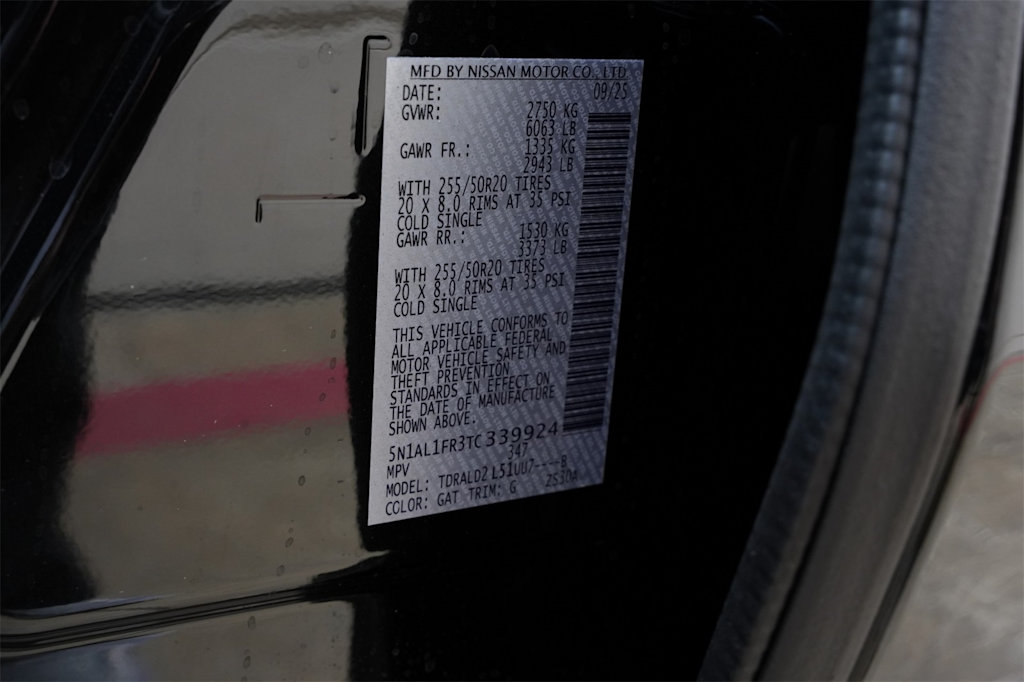 MFD BY NISSAN MOTOR CO., LTD.
DATE: 09/25
GVWR: 2750 KG
6063 LB
GAWR FR.: 1335 KG
2943 LB
WITH 255/50R20 TIRES
20 X 8.0 RIMS AT 35 PSI
COLD SINGLE
GAWR RR.: 1530 KG
3373 LB
WITH 255/50R20 TIRES
20 X 8.0 RIMS AT 35 PSI
COLD SINGLE
THIS VEHICLE CONFORMS TO
ALL APPLICABLE FEDERAL
MOTOR VEHICLE SAFETY AND
THEFT PREVENTION
STANDARDS IN EFFECT ON
THE DATE OF MANUFACTURE
SHOWN ABOVE.
5N1AL1FR3TC339924
MPV 347
MODEL: TDRALD2 L51UU7----B
COLOR: GAT TRIM: G ZS30A